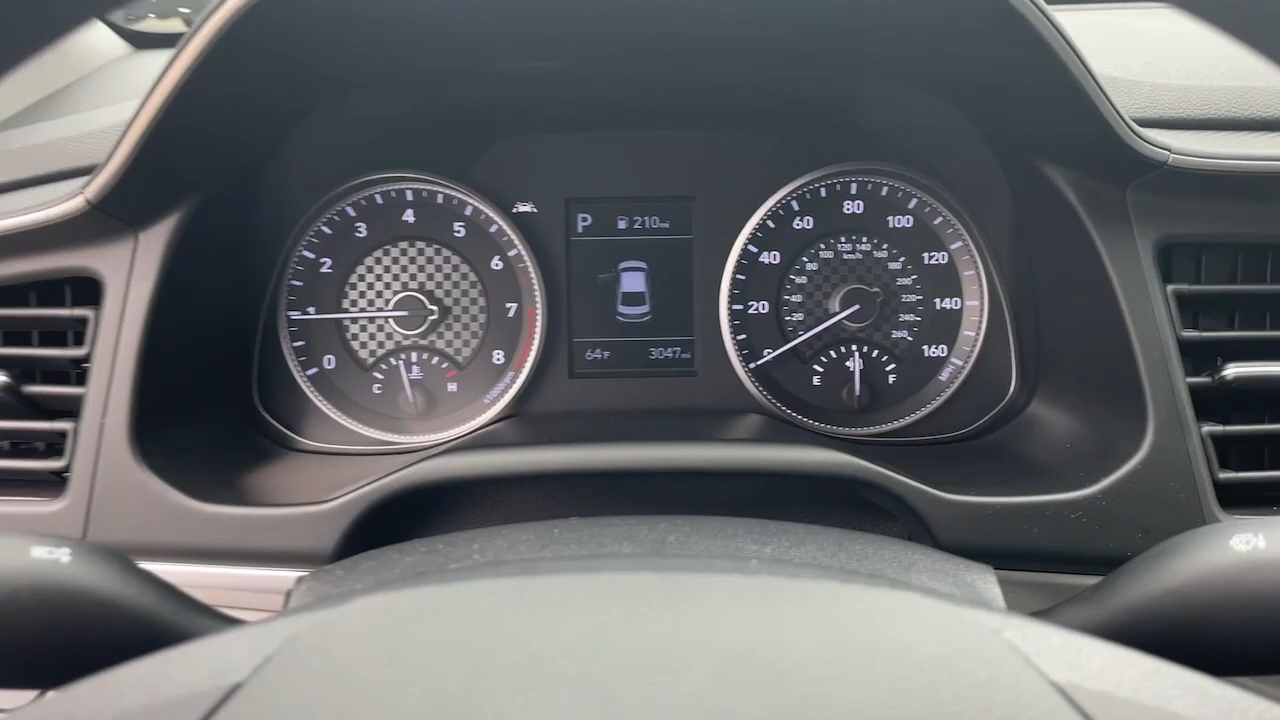 0 1 2 3 4 5 6 7 8
C H
P 210mi
64°F 3047mi
0 20 40 60 80 100 120 140 160
MPH
20 40 60 80 100 120 140 160 180 200 220 240 260
km/h
E F